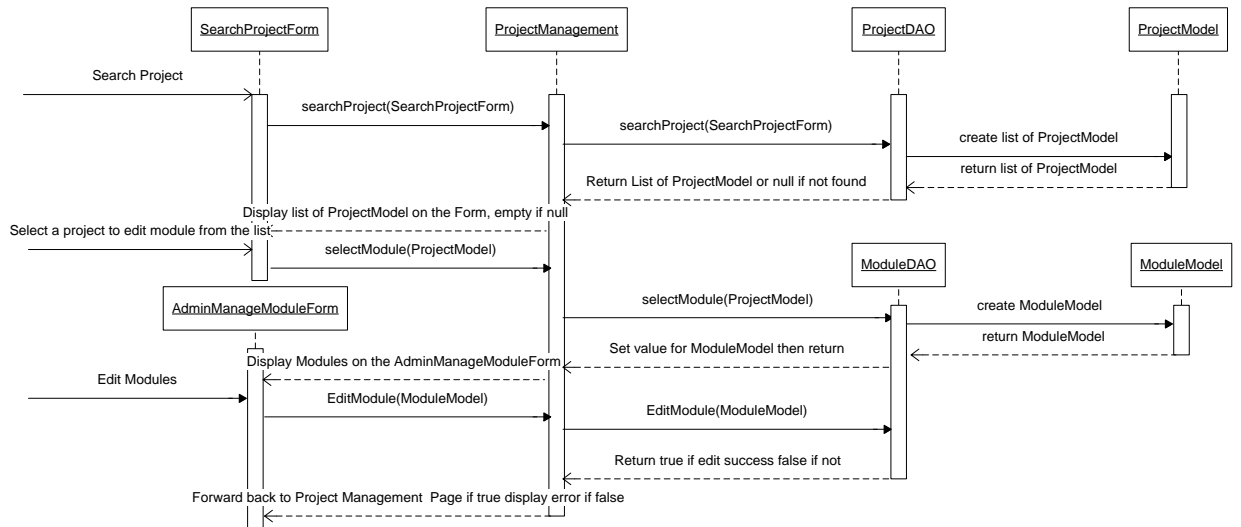 SearchProjectForm
ProjectManagement
ProjectDAO
ProjectModel
Search Project
searchProject(SearchProjectForm)
searchProject(SearchProjectForm)
create list of ProjectModel
return list of ProjectModel
Return List of ProjectModel or null if not found
Display list of ProjectModel on the Form, empty if null
Select a project to edit module from the list
selectModule(ProjectModel)
ModuleDAO
ModuleModel
AdminManageModuleForm
selectModule(ProjectModel)
create ModuleModel
return ModuleModel
Set value for ModuleModel then return
Display Modules on the AdminManageModuleForm
Edit Modules
EditModule(ModuleModel)
EditModule(ModuleModel)
Return true if edit success false if not
Forward back to Project Management  Page if true display error if false